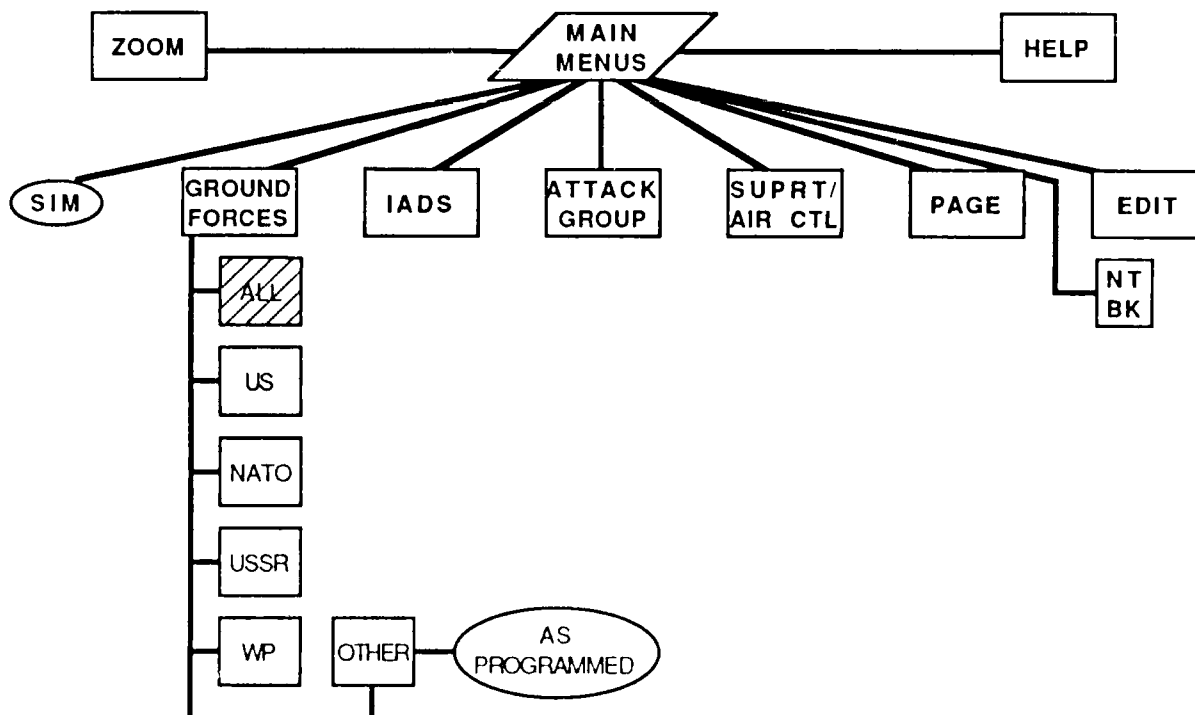 ZOOM
MAIN
MENUS
HELP
SIM
GROUND
FORCES
IADS
ATTACK
GROUP
SUPRT/
AIR CTL
PAGE
EDIT
NT
BK
ALL
US
NATO
USSR
WP
OTHER
AS
PROGRAMMED